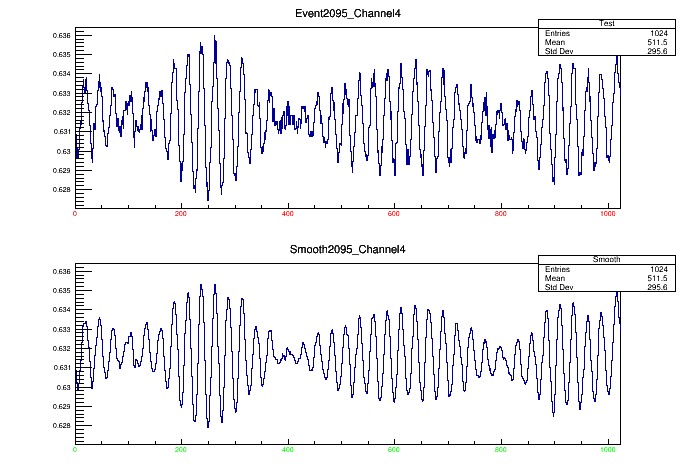 Event2095_Channel4
Test
Entries 1024
Mean 511.5
Std Dev 295.6
0.636
0.635
0.634
0.633
0.632
0.631
0.63
0.629
0.628
0 200 400 600 800 1000
Smooth2095_Channel4
Smooth
Entries 1024
Mean 511.5
Std Dev 295.6
0.636
0.635
0.634
0.633
0.632
0.631
0.63
0.629
0.628
0 200 400 600 800 1000